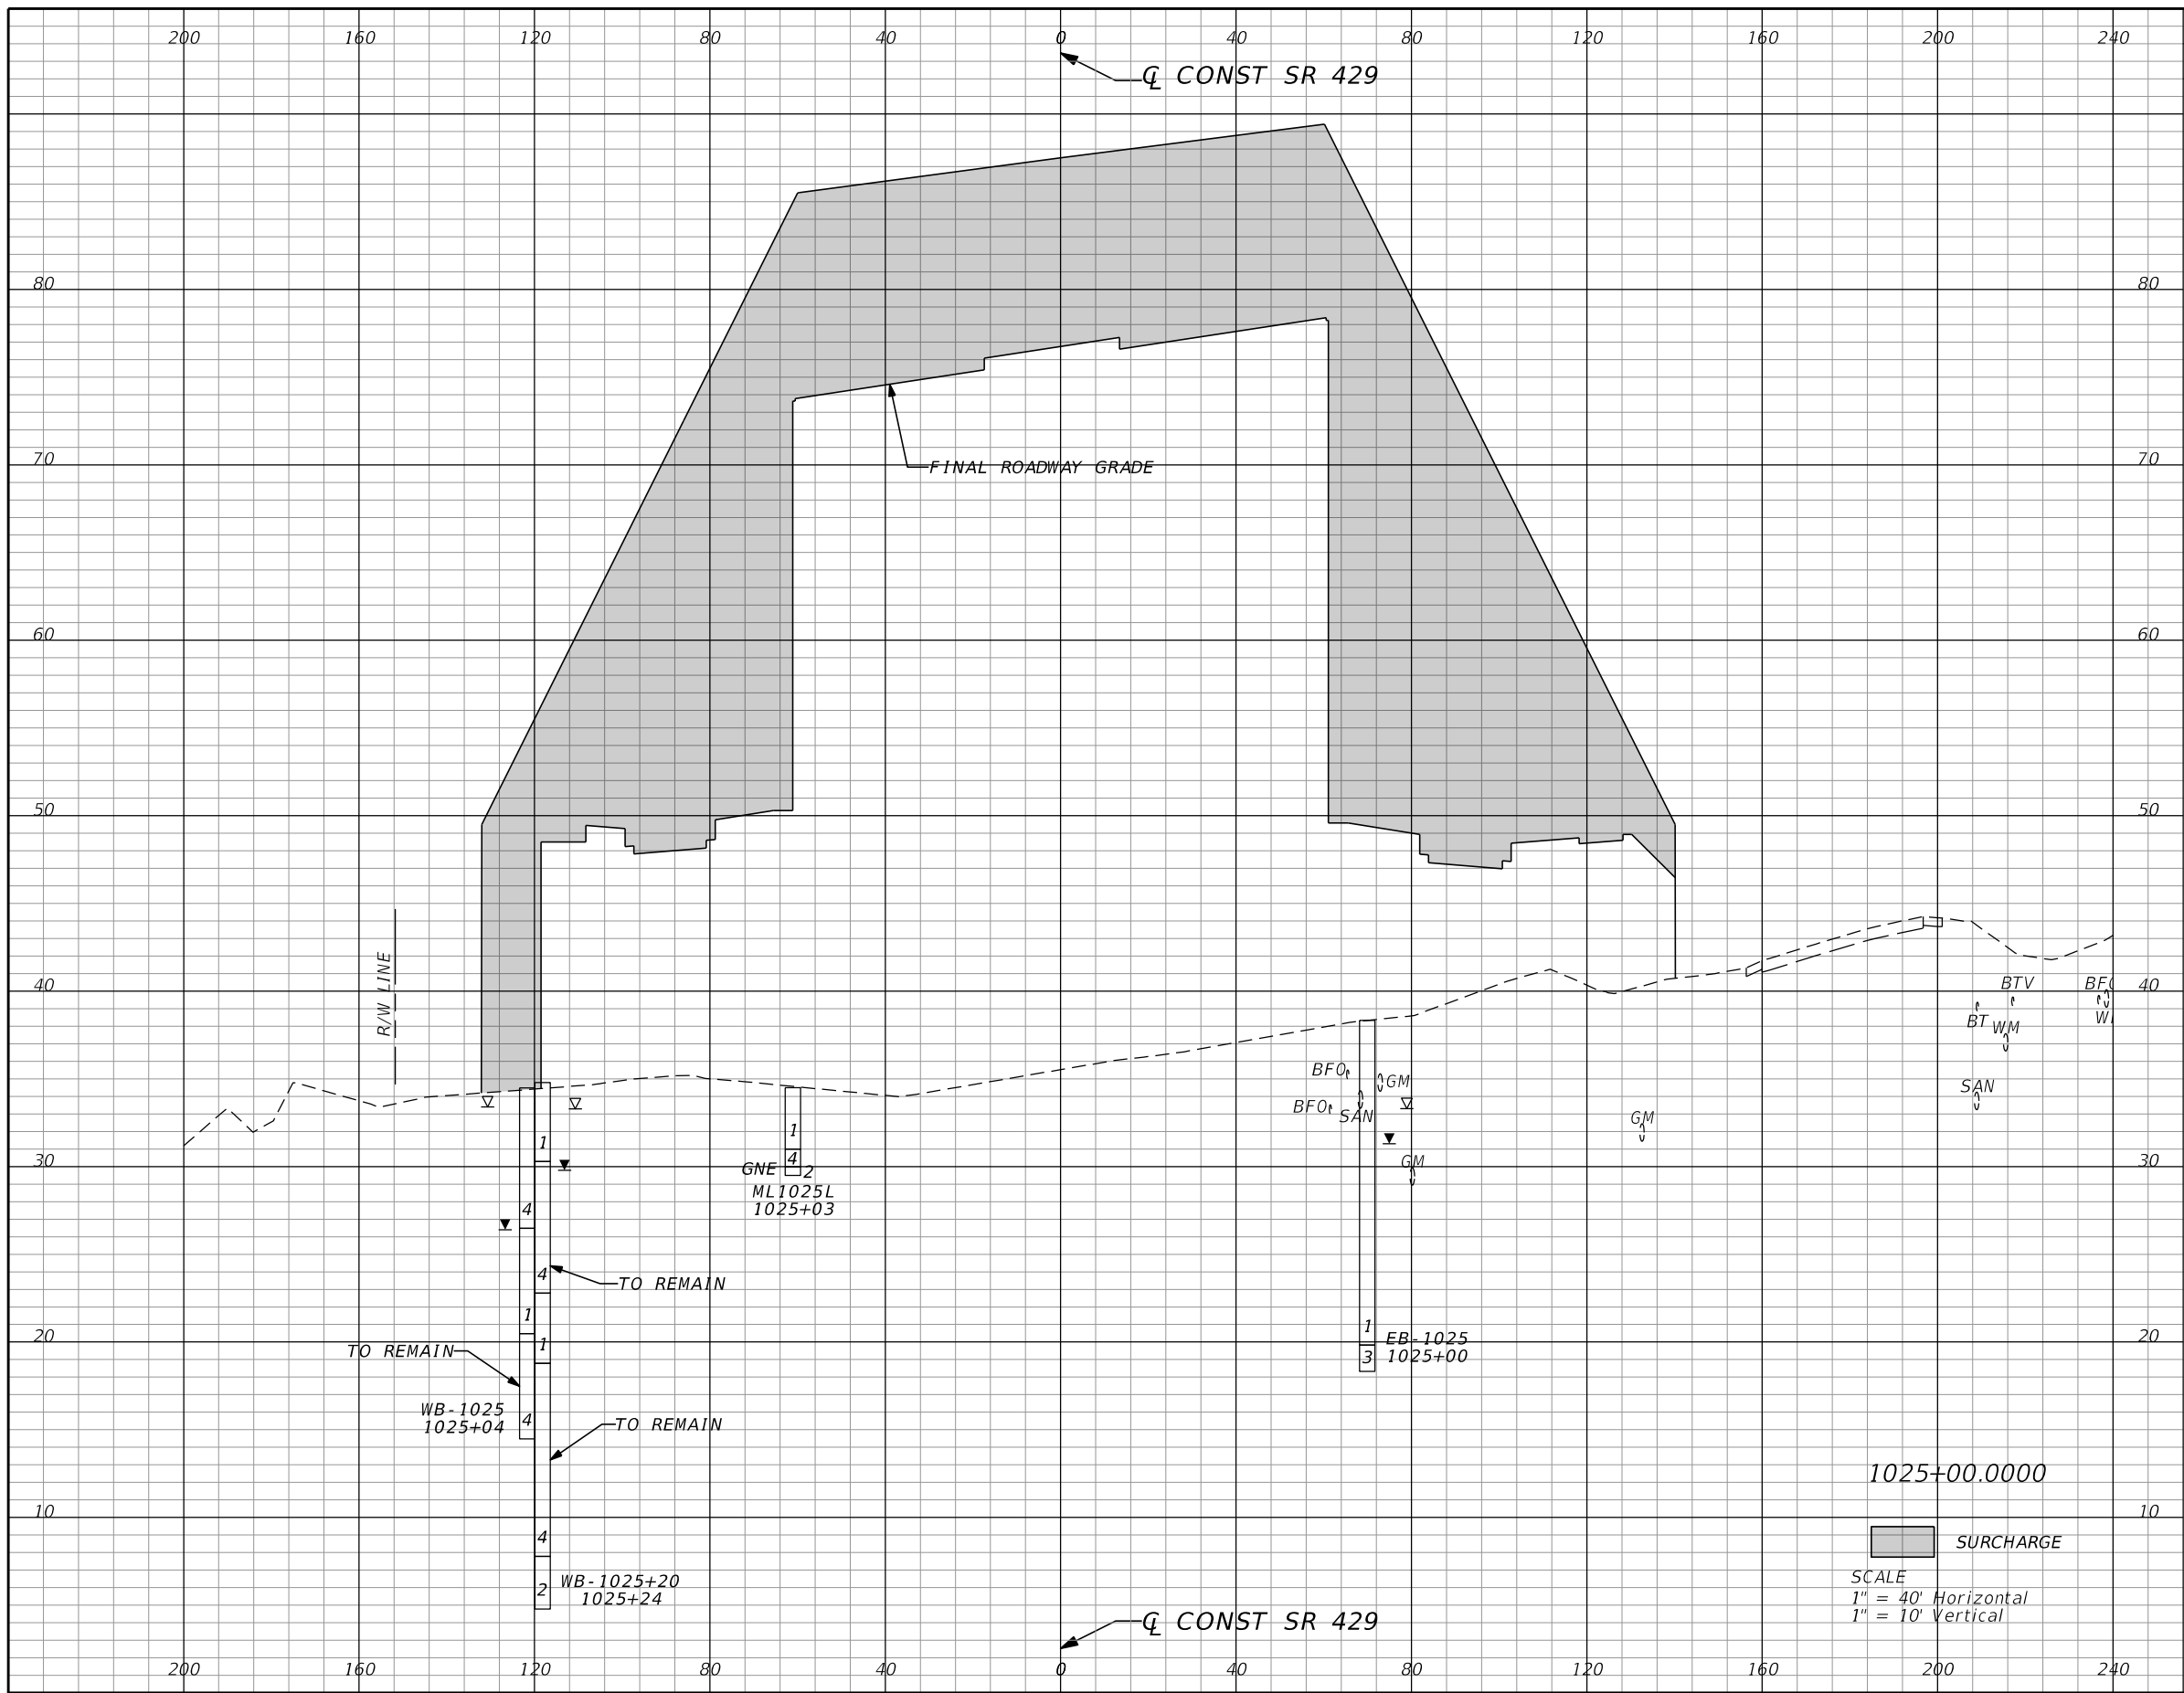 200 160 120 80 40 0 40 80 120 160 200 240
℄ CONST SR 429
80 80
70 70
FINAL ROADWAY GRADE
60 60
50 50
R/W LINE
40 40
BTV
BT
WM
SAN
BFO
GM
BFO
SAN
GM
GM
30 30
1
4
4
1
4
1
4
4
2
1
4
2
GNE
ML1025L
1025+03
TO REMAIN
TO REMAIN
TO REMAIN
WB-1025
1025+04
20 20
1
3
EB-1025
1025+00
10 10
WB-1025+20
1025+24
1025+00.0000
SURCHARGE
SCALE
1" = 40' Horizontal
1" = 10' Vertical
℄ CONST SR 429
200 160 120 80 40 0 40 80 120 160 200 240